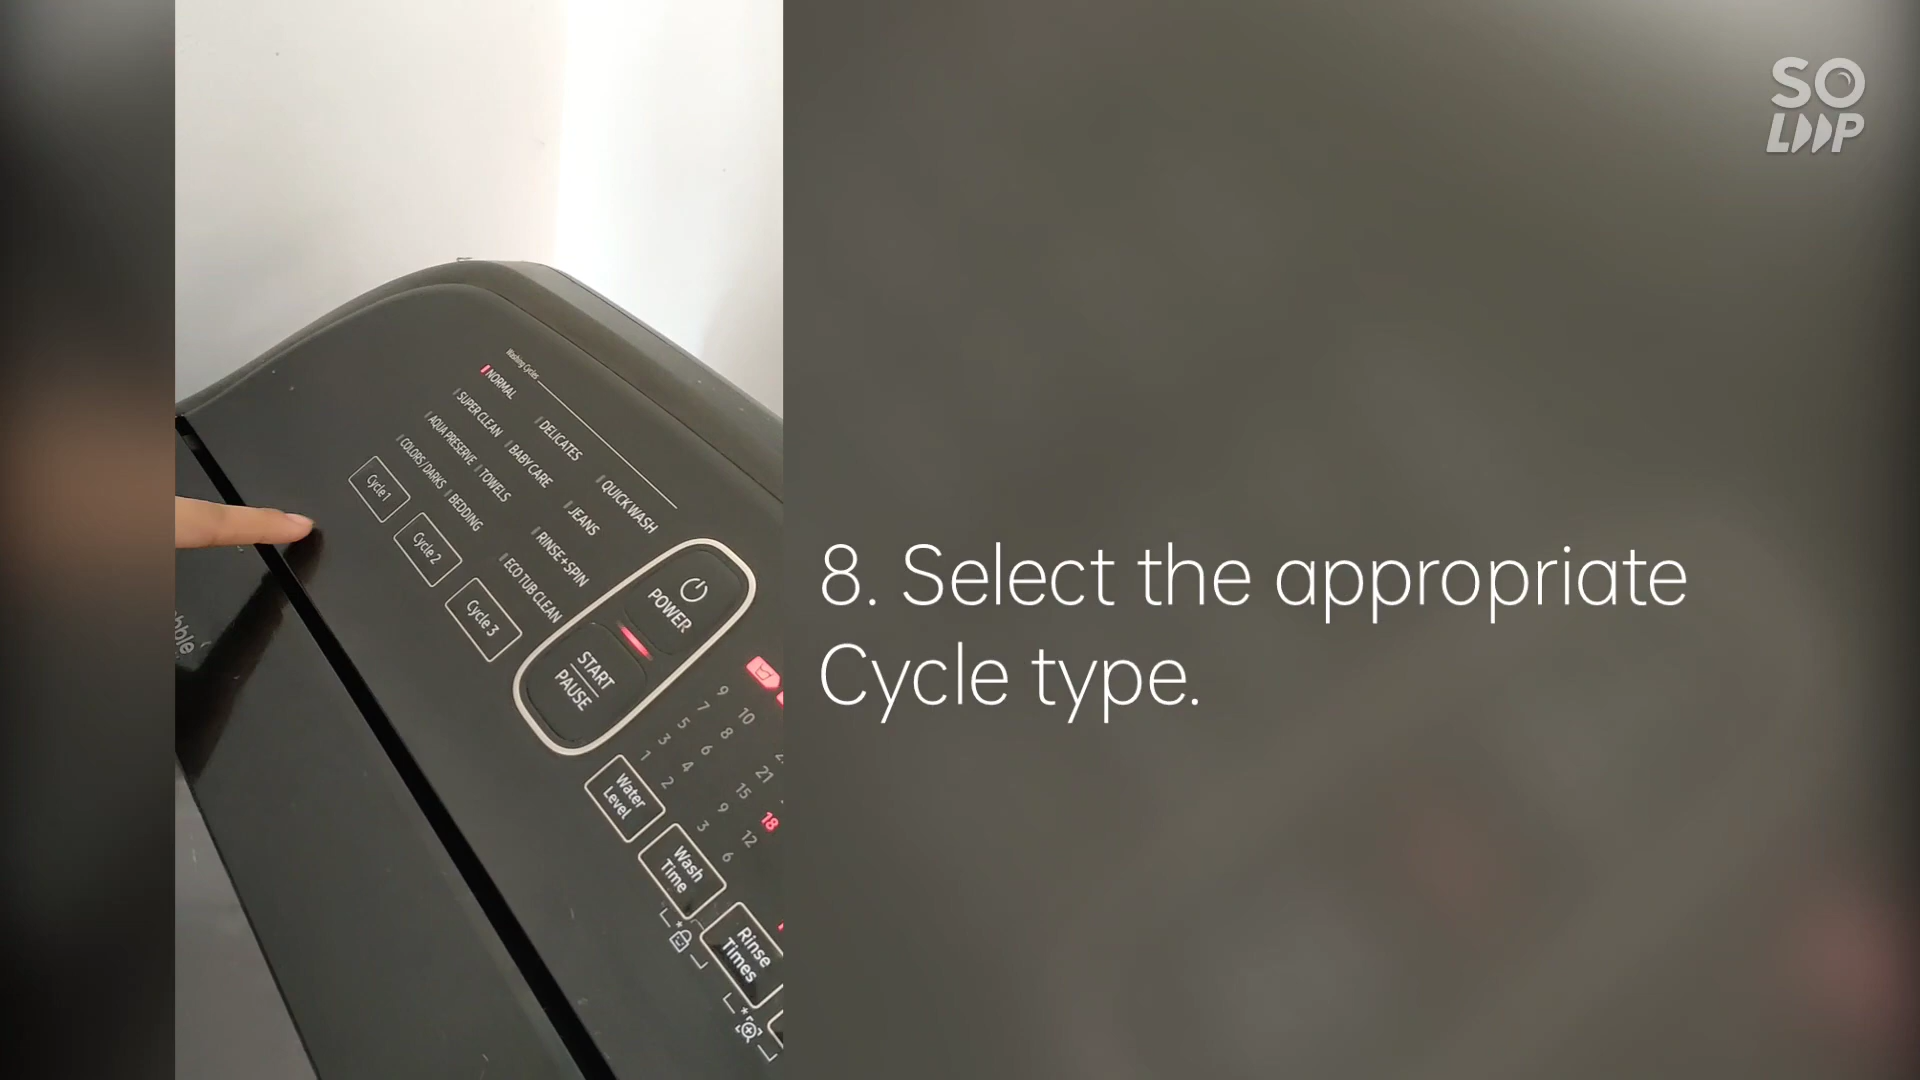 SO
LOOP
Washing Cycles
NORMAL
SUPER CLEAN
AQUA PRESERVE
COLORS/DARKS
DELICATES
BABY CARE
TOWELS
BEDDING
QUICK WASH
JEANS
RINSE+SPIN
ECO TUB CLEAN
Cycle 1
Cycle 2
Cycle 3
POWER
START
PAUSE
9
7
5
3
1
10
8
6
4
2
21
15
9
3
18
12
6
Water
Level
Wash
Time
Rinse
Times
8. Select the appropriate
Cycle type.